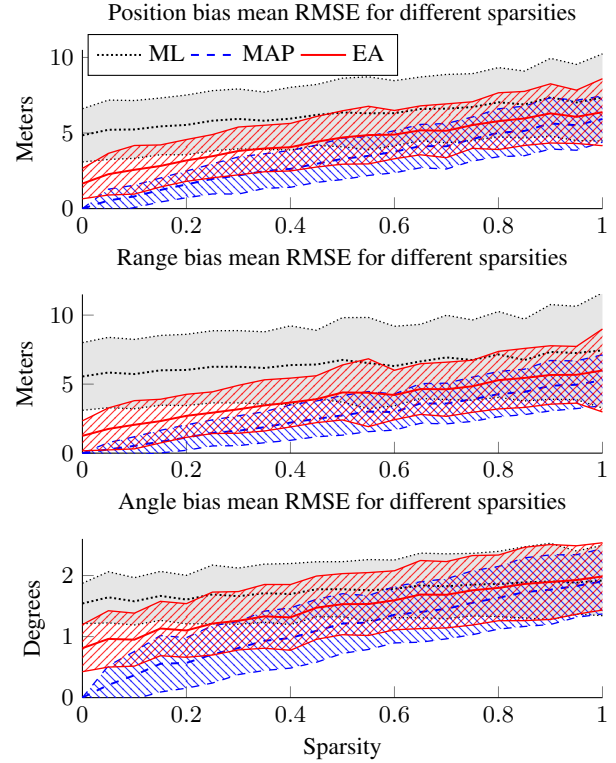 Position bias mean RMSE for different sparsities
10
ML MAP EA
5
0
Meters
0 0.2 0.4 0.6 0.8 1
Range bias mean RMSE for different sparsities
10
5
0
Meters
0 0.2 0.4 0.6 0.8 1
Angle bias mean RMSE for different sparsities
2
1
0
Degrees
0 0.2 0.4 0.6 0.8 1
Sparsity